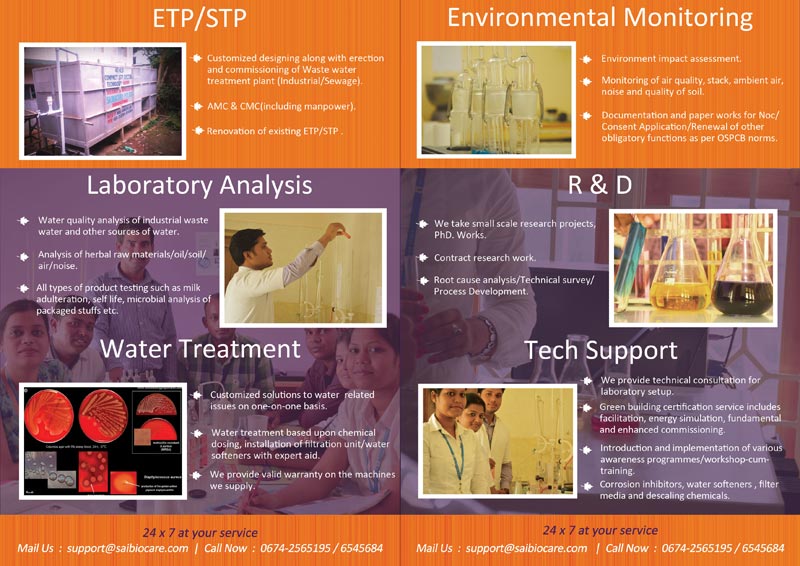 ETP/STP
Customized designing along with erection
and commissioning of Waste water
treatment plant (Industrial/Sewage).
AMC & CMC(including manpower).
Renovation of existing ETP/STP .
Environmental Monitoring
Environment impact assessment.
Monitoring of air quality, stack, ambient air,
noise and quality of soil.
Documentation and paper works for Noc/
Consent Application/Renewal of other
obligatory functions as per OSPCB norms.
Laboratory Analysis
Water quality analysis of industrial waste
water and other sources of water.
Analysis of herbal raw materials/oil/soil/
air/noise.
All types of product testing such as milk
adulteration, self life, microbial analysis of
packaged stuffs etc.
R & D
We take small scale research projects,
PhD. Works.
Contract research work.
Root cause analysis/Technical survey/
Process Development.
Water Treatment
Customized solutions to water related
issues on one-on-one basis.
Water treatment based upon chemical
dosing, installation of filtration unit/water
softeners with expert aid.
We provide valid warranty on the machines
we supply.
Tech Support
We provide technical consultation for
laboratory setup.
Green building certification service includes
facilitation, energy simulation, fundamental
and enhanced commissioning.
Introduction and implementation of various
awareness programmes/workshop-cum-
training.
Corrosion inhibitors, water softeners , filter
media and descaling chemicals.
24 x 7 at your service
Mail Us : support@saibiocare.com | Call Now : 0674-2565195 / 6545684
24 x 7 at your service
Mail Us : support@saibiocare.com | Call Now : 0674-2565195 / 6545684